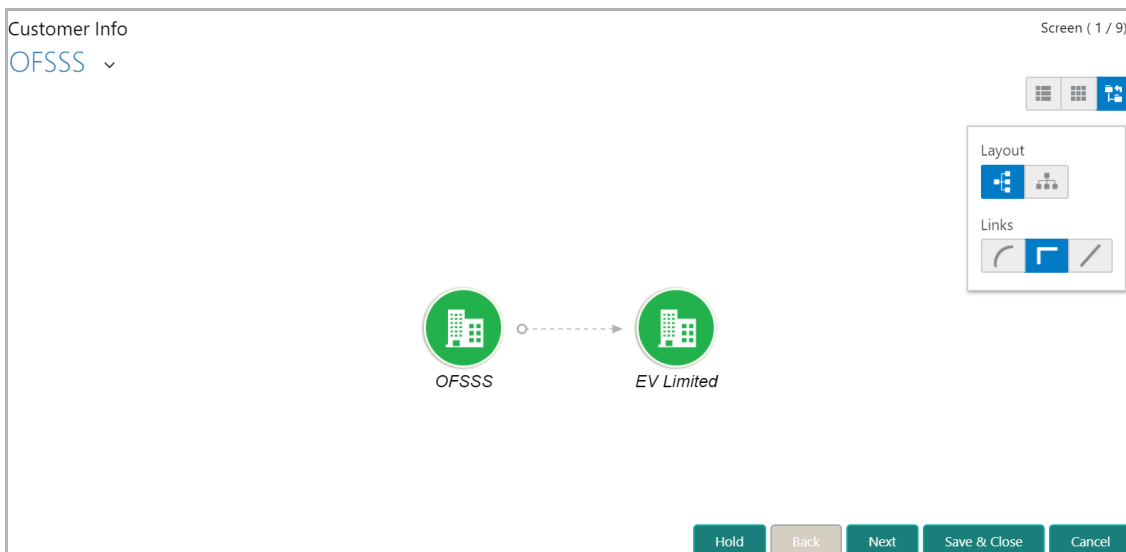 Customer Info
Screen ( 1 / 9)
OFSSS
Layout
Links
OFSSS
EV Limited
Hold
Back
Next
Save & Close
Cancel